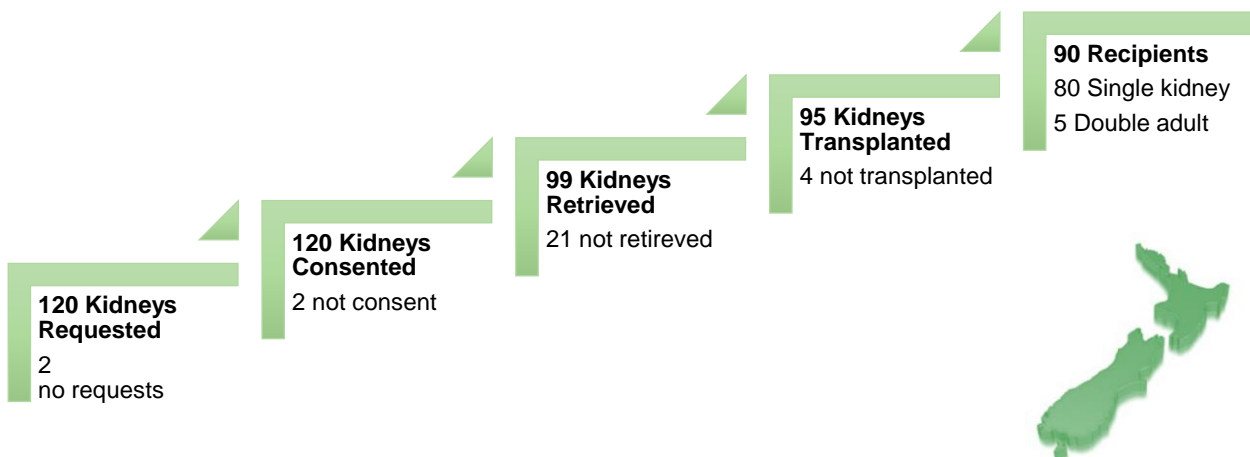 120 Kidneys
Requested
2
no requests
120 Kidneys
Consented
2 not consent
99 Kidneys
Retrieved
21 not retireved
95 Kidneys
Transplanted
4 not transplanted
90 Recipients
80 Single kidney
5 Double adult